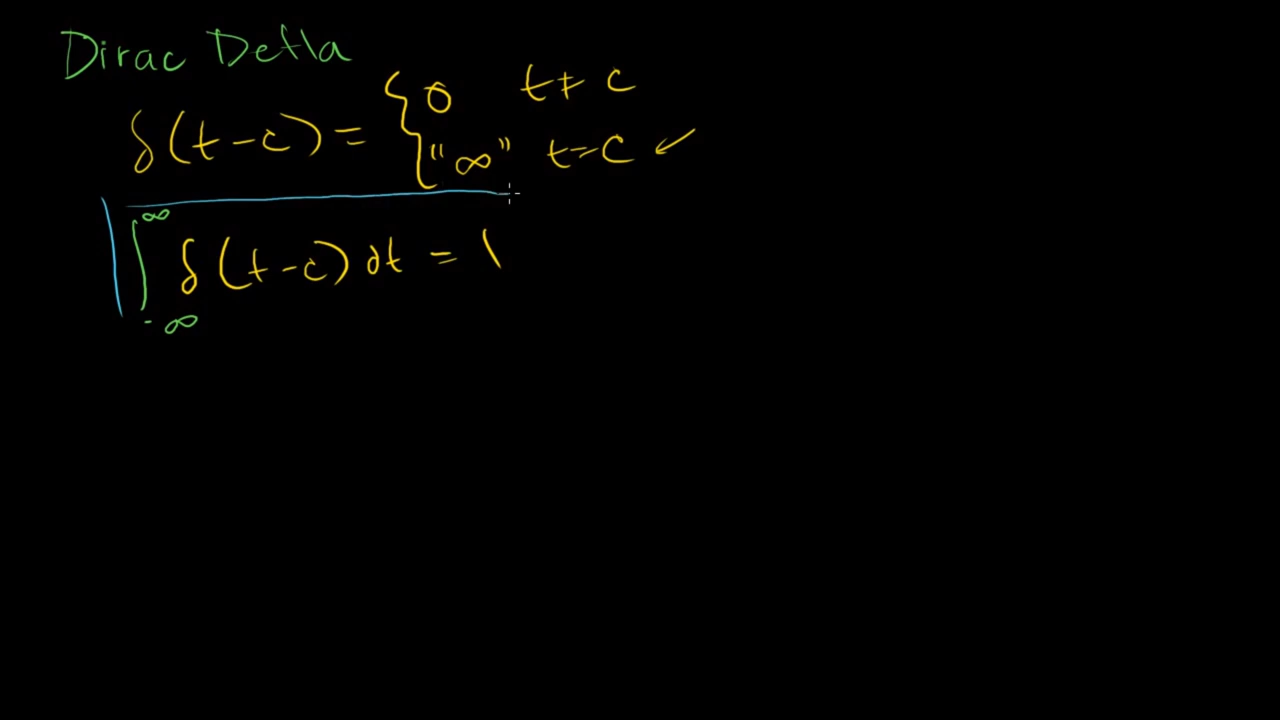 Dirac Delta
δ(t-c) = { 0 t≠c
"∞" t=c ✓
∫_{-∞}^{∞} δ(t-c) dt = 1